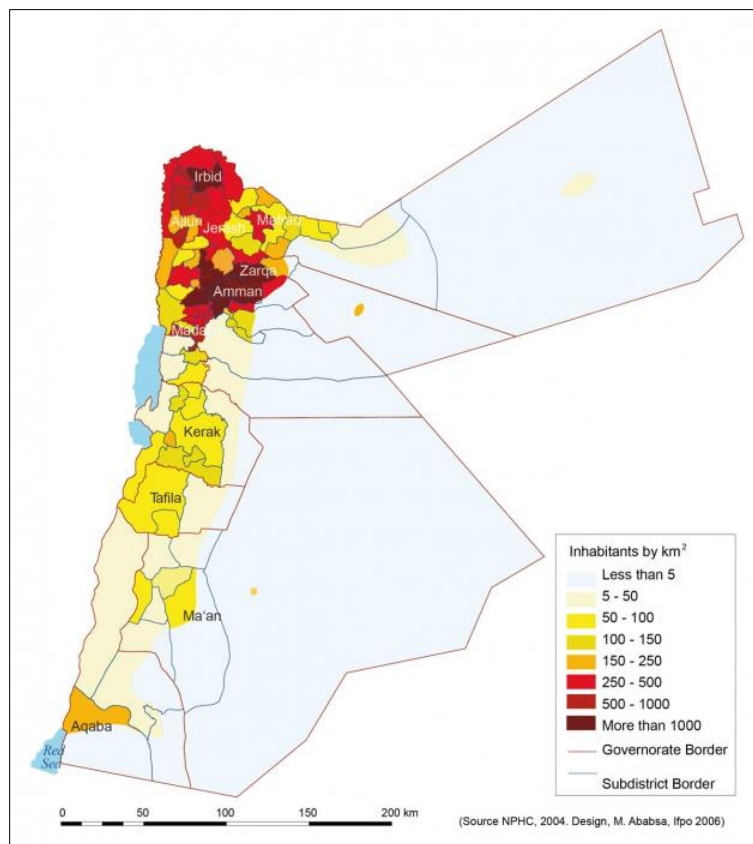 Irbid
Ajlun
Jerash
Mafraq
Zarqa
Amman
Madaba
Kerak
Tafila
Ma'an
Aqaba
Red
Sea
Inhabitants by km²
Less than 5
5 - 50
50 - 100
100 - 150
150 - 250
250 - 500
500 - 1000
More than 1000
Governorate Border
Subdistrict Border
0 50 100 200 km
(Source NPHC, 2004. Design, M. Ababsa, Ifpo 2006)